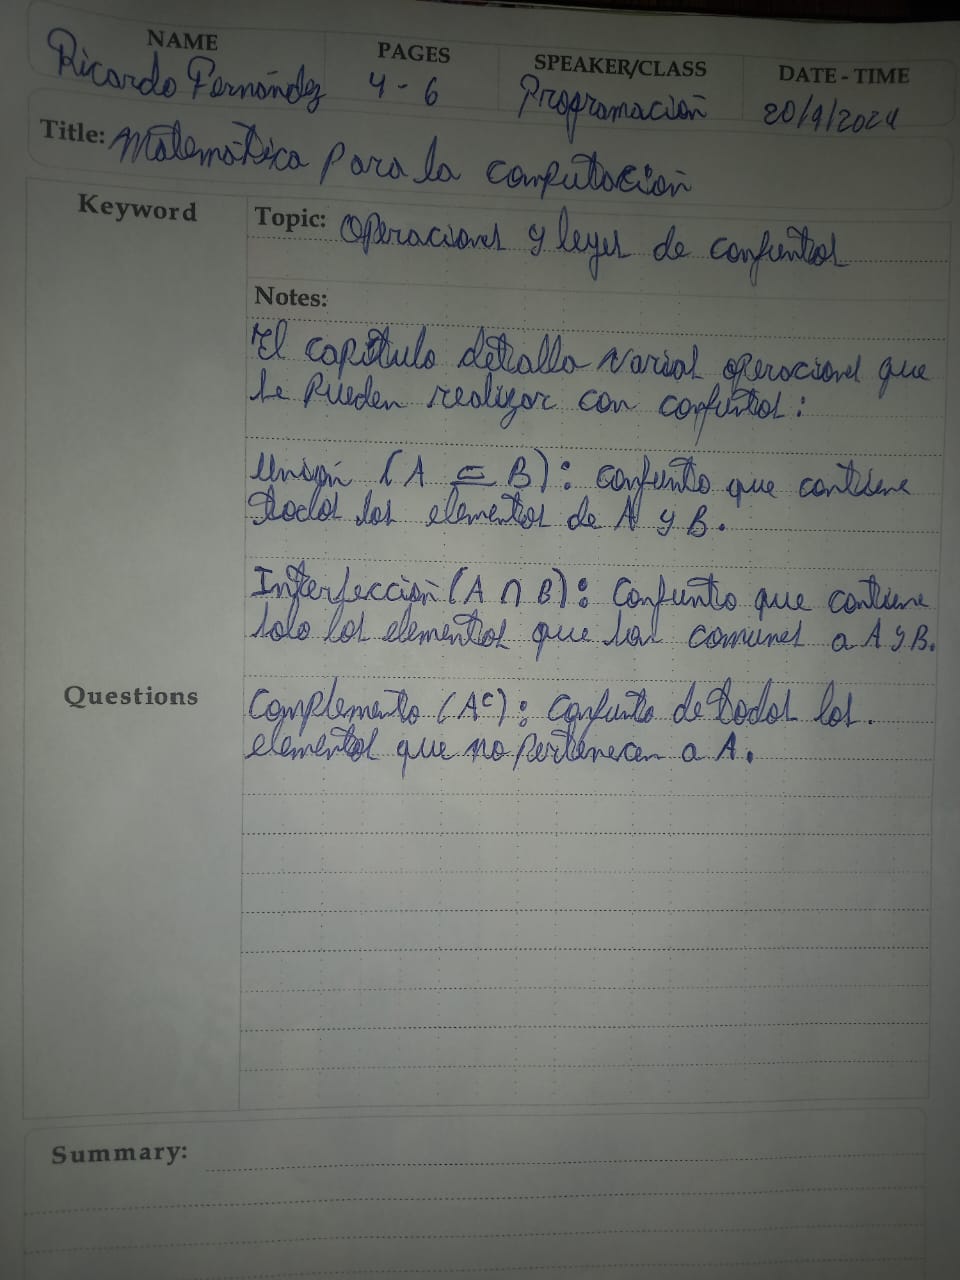 NAME PAGES SPEAKER/CLASS DATE - TIME
Ricardo Fernández 4 - 6 Programación 20/9/2024
Title: Matemática para la computación
Keyword
Topic: Operaciones y leyes de conjuntos
Notes:
El capítulo detalla varias operaciones que
se pueden realizar con conjuntos:
Unión (A ⊆ B): conjunto que contiene
todos los elementos de A y B.
Intersección (A ∩ B): Conjunto que contiene
solo los elementos que son comunes a A y B.
Questions
Complemento (Aᶜ): Conjunto de todos los.
elementos que no pertenecen a A.
Summary: